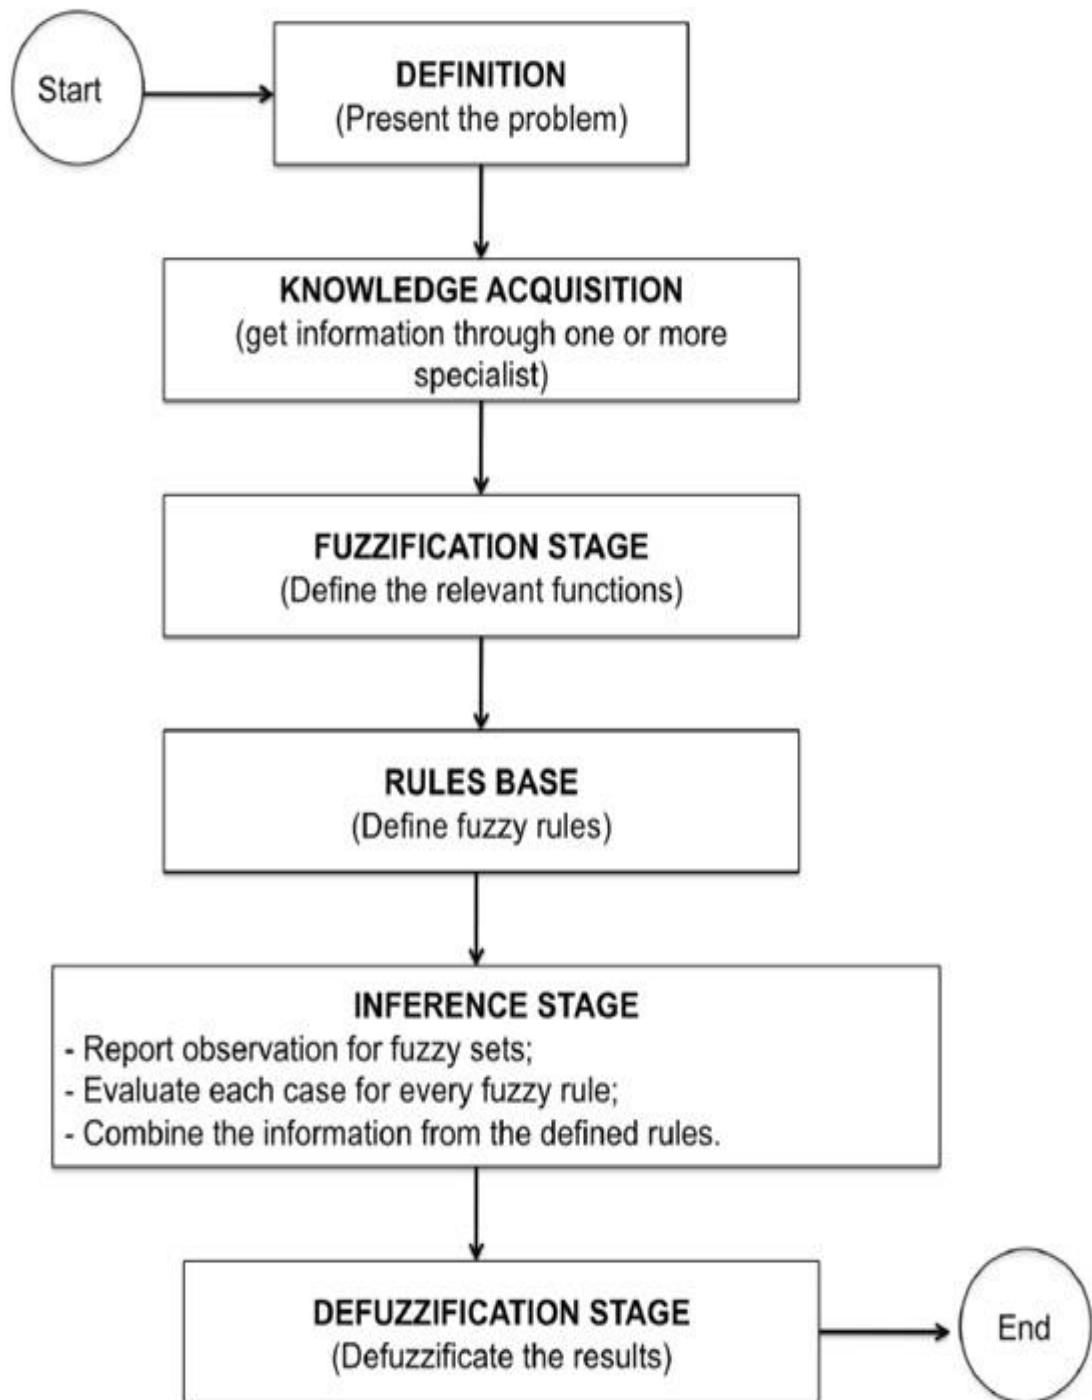 Start
DEFINITION
(Present the problem)
KNOWLEDGE ACQUISITION
(get information through one or more
specialist)
FUZZIFICATION STAGE
(Define the relevant functions)
RULES BASE
(Define fuzzy rules)
INFERENCE STAGE
- Report observation for fuzzy sets;
- Evaluate each case for every fuzzy rule;
- Combine the information from the defined rules.
DEFUZZIFICATION STAGE
(Defuzzificate the results)
End